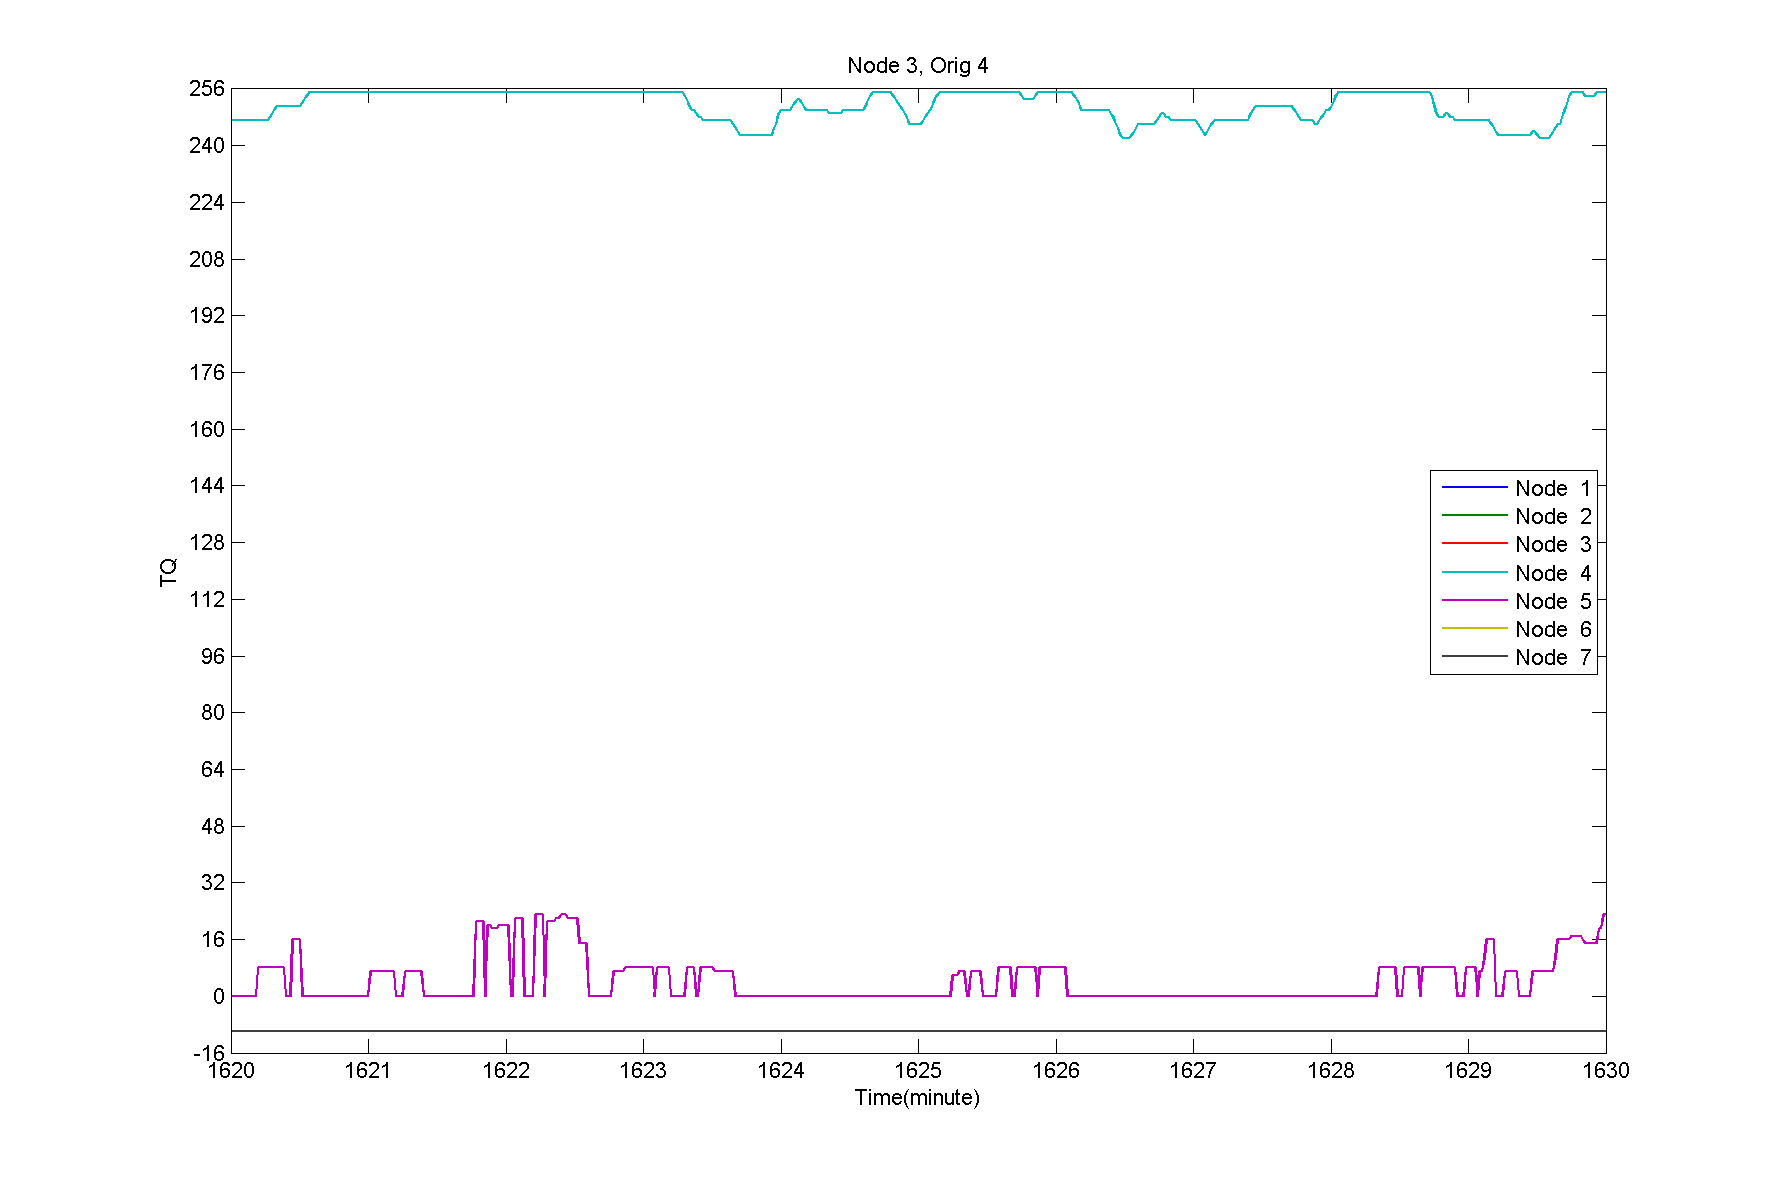 Node 3, Orig 4
256
240
224
208
192
176
160
144
128
112
96
80
64
48
32
16
0
-16
TQ
Node 1
Node 2
Node 3
Node 4
Node 5
Node 6
Node 7
1620 1621 1622 1623 1624 1625 1626 1627 1628 1629 1630
Time(minute)